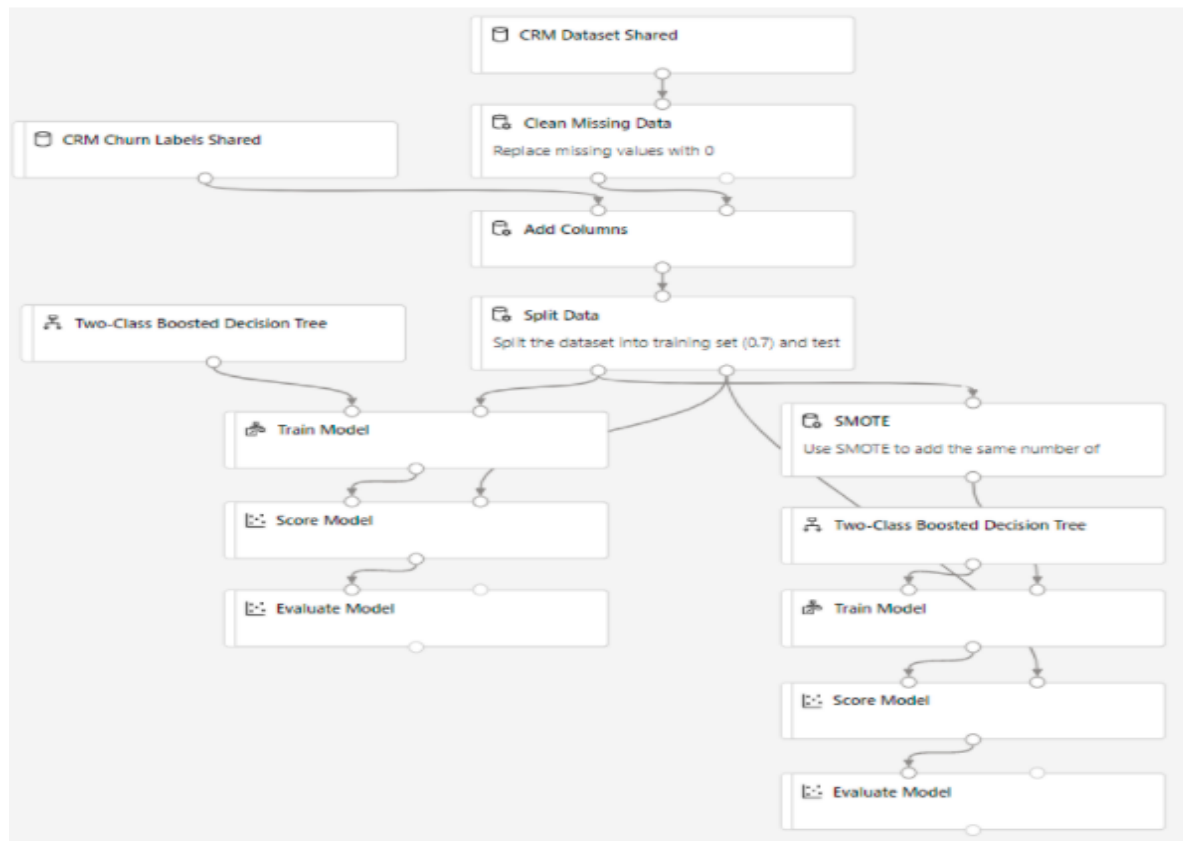 CRM Dataset Shared
Clean Missing Data
Replace missing values with 0
CRM Churn Labels Shared
Add Columns
Split Data
Split the dataset into training set (0.7) and test
Two-Class Boosted Decision Tree
Train Model
Score Model
Evaluate Model
SMOTE
Use SMOTE to add the same number of
Two-Class Boosted Decision Tree
Train Model
Score Model
Evaluate Model